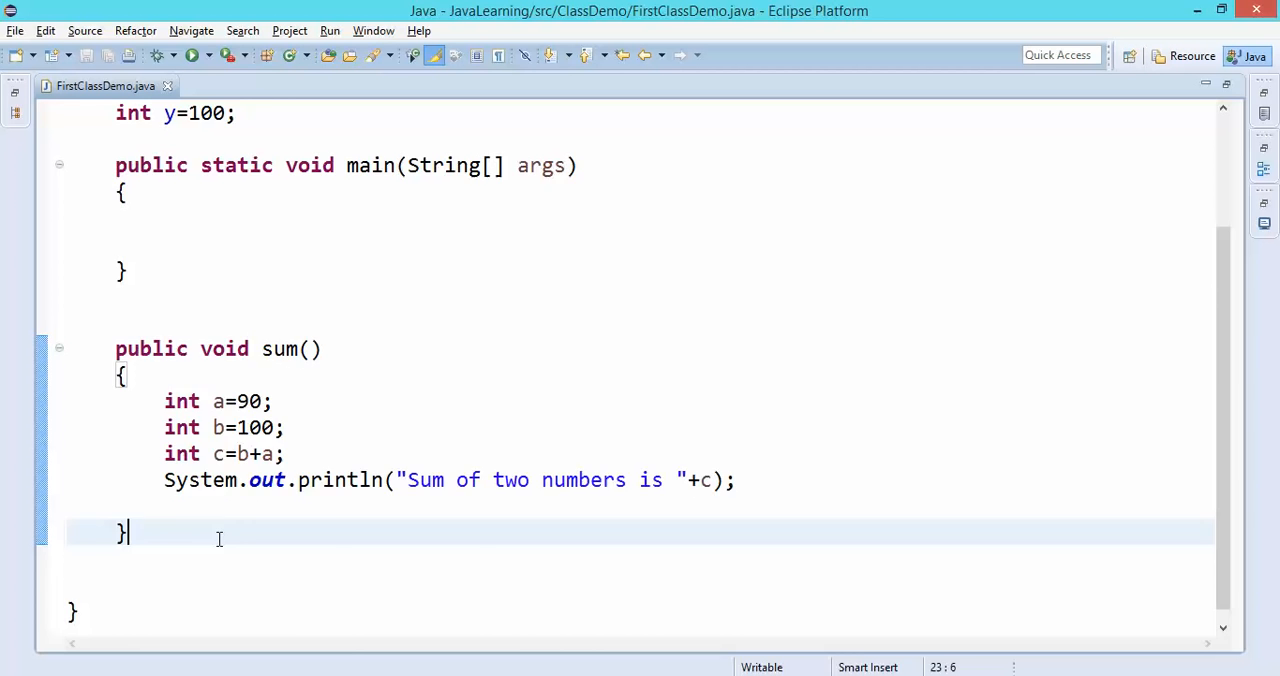 Java - JavaLearning/src/ClassDemo/FirstClassDemo.java - Eclipse Platform
File Edit Source Refactor Navigate Search Project Run Window Help
Quick Access Resource Java
FirstClassDemo.java
int y=100;
public static void main(String[] args)
{
}
public void sum()
{
int a=90;
int b=100;
int c=b+a;
System.out.println("Sum of two numbers is "+c);
}
}
Writable Smart Insert 23 : 6